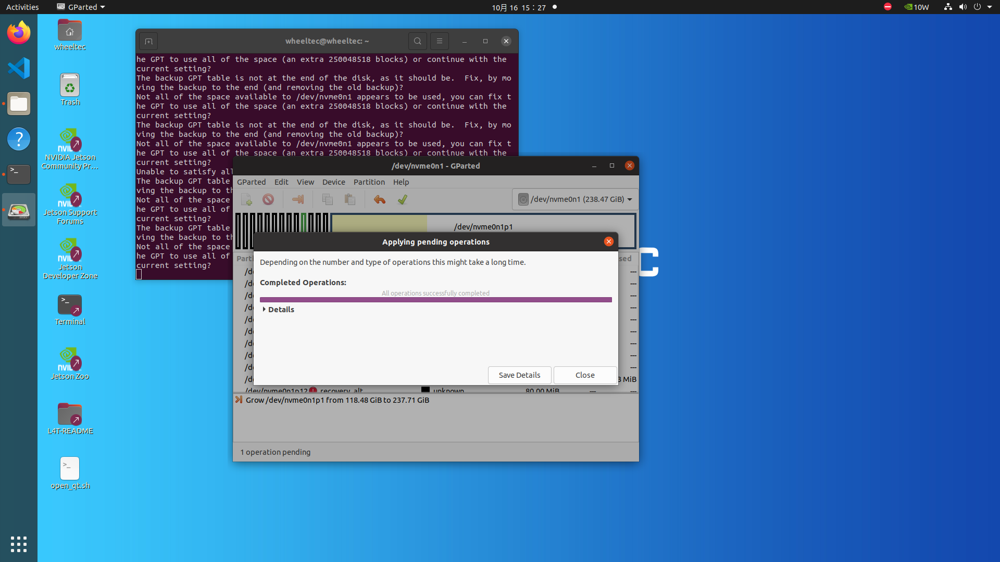 Activities
GParted
10月 16 15：27
10W
wheeltec
Trash
NVIDIA Jetson
Community Pr…
Jetson Support
Forums
Jetson
Developer Zone
Terminal
Jetson Zoo
L4T-README
open_qt.sh
wheeltec@wheeltec: ~
he GPT to use all of the space (an extra 250048518 blocks) or continue with the
current setting?
The backup GPT table is not at the end of the disk, as it should be.  Fix, by mo
ving the backup to the end (and removing the old backup)?
Not all of the space available to /dev/nvme0n1 appears to be used, you can fix t
he GPT to use all of the space (an extra 250048518 blocks) or continue with the
current setting?
The backup GPT table is not at the end of the disk, as it should be.  Fix, by mo
ving the backup to the end (and removing the old backup)?
Not all of the space available to /dev/nvme0n1 appears to be used, you can fix t
he GPT to use all of the space (an extra 250048518 blocks) or continue with the
current setting?
Unable to satisfy all
The backup GPT table
ving the backup to th
Not all of the space
he GPT to use all of
current setting?
The backup GPT table
ving the backup to th
Not all of the space
he GPT to use all of
current setting?
/dev/nvme0n1 - GParted
GParted Edit View Device Partition Help
/dev/nvme0n1 (238.47 GiB)
/dev/nvme0n1p1
Parti sed
/de ---
/de ---
/de ---
/de ---
/de ---
/de ---
/de ---
/de ---
/de ---
/de MiB
/dev/nvme0n1p12 recovery_alt unknown 80.00 MiB --- ---
Applying pending operations
Depending on the number and type of operations this might take a long time.
Completed Operations:
All operations successfully completed
Details
Save Details Close
Grow /dev/nvme0n1p1 from 118.48 GiB to 237.71 GiB
1 operation pending
C